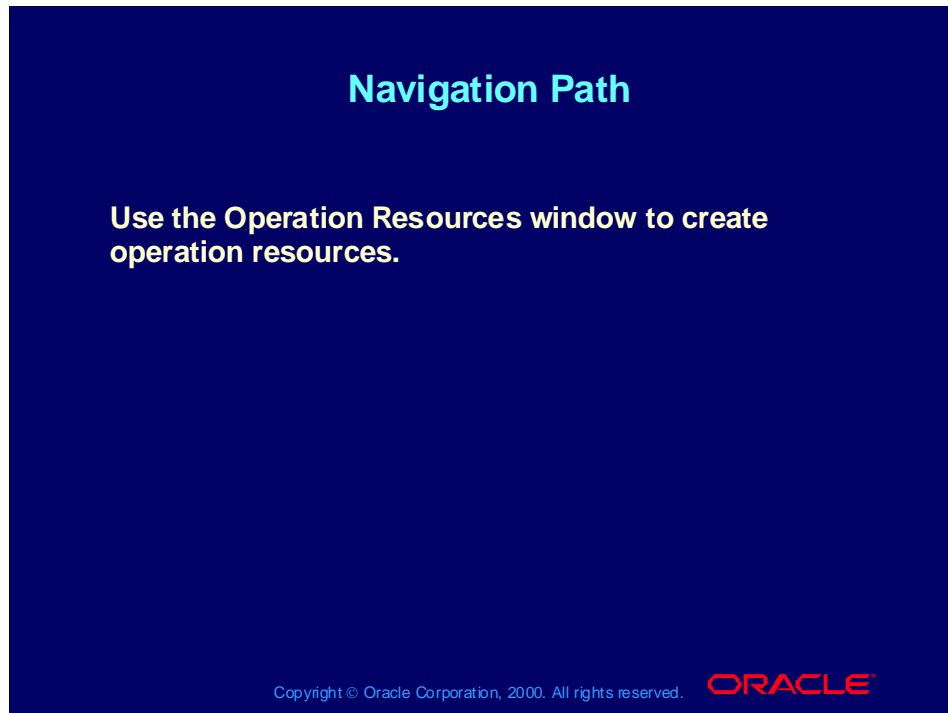 Navigation Path
Use the Operation Resources window to create
operation resources.
Copyright © Oracle Corporation, 2000. All rights reserved.
ORACLE®